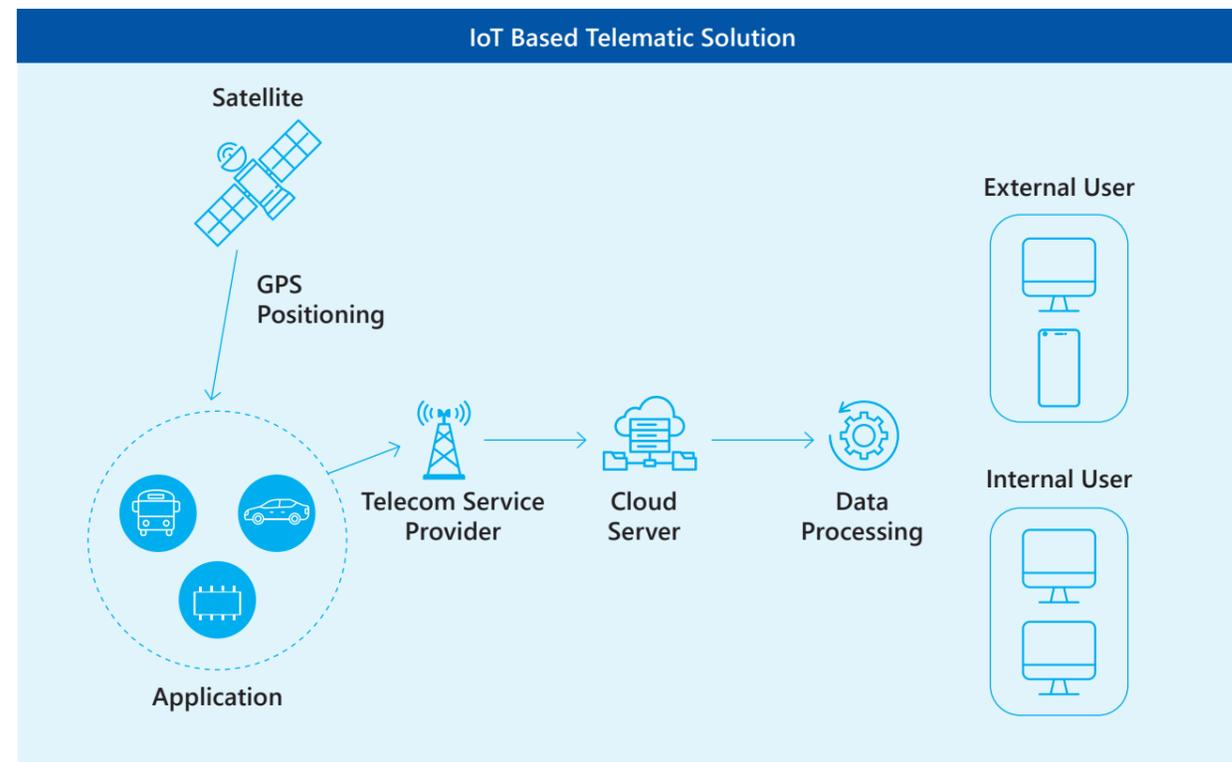 IoT Based Telematic Solution
Satellite
GPS
Positioning
External User
Internal User
Telecom Service
Provider
Cloud
Server
Data
Processing
Application